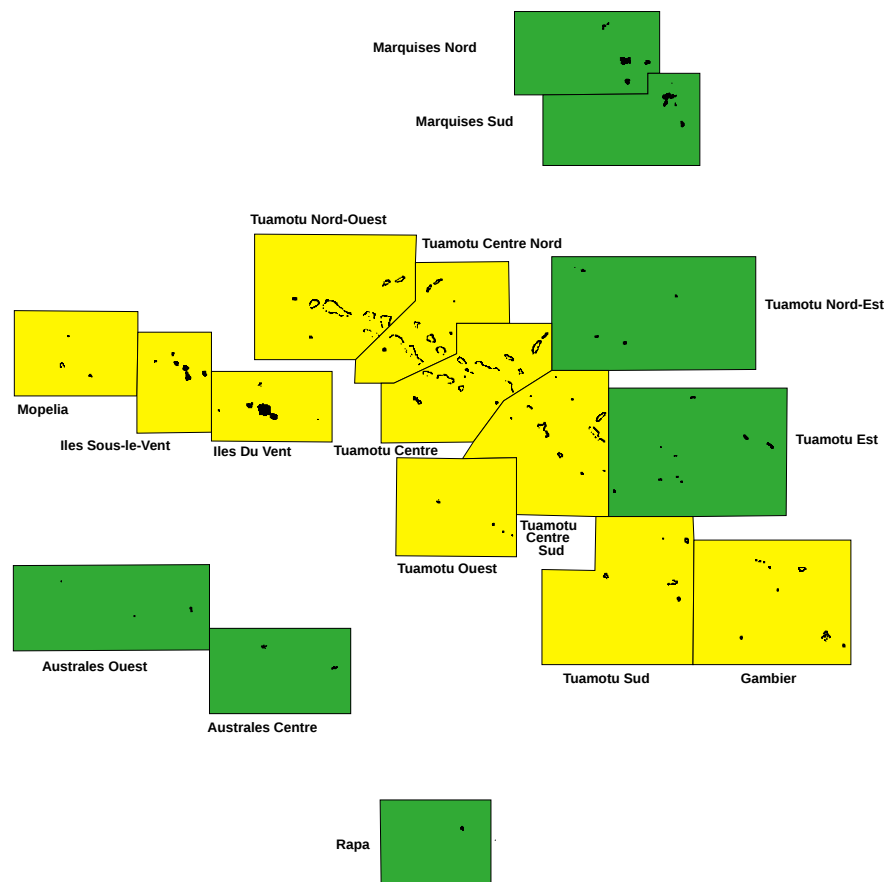 Marquises Nord
Marquises Sud
Tuamotu Nord-Ouest
Tuamotu Centre Nord
Tuamotu Nord-Est
Mopelia
Iles Sous-le-Vent
Iles Du Vent
Tuamotu Centre
Tuamotu Est
Tuamotu
Centre
Sud
Tuamotu Ouest
Australes Ouest
Tuamotu Sud
Gambier
Australes Centre
Rapa